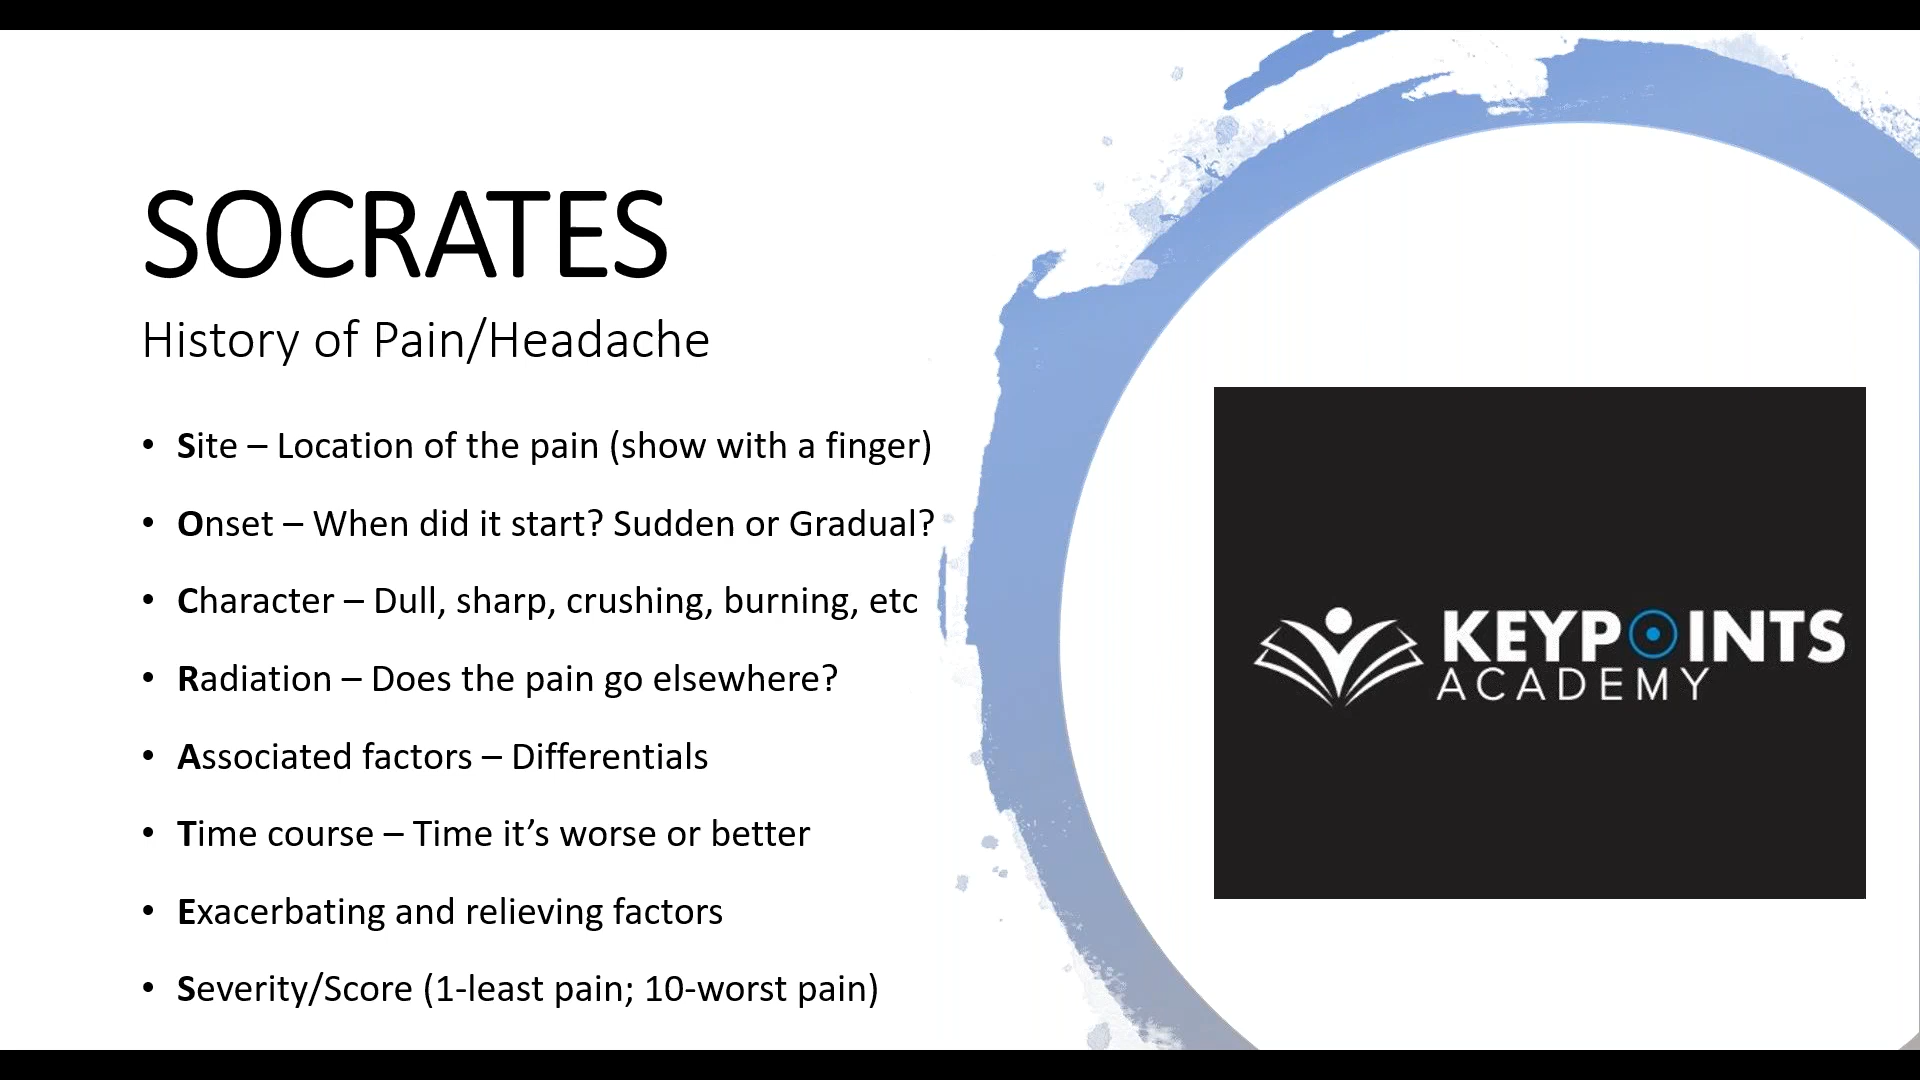 SOCRATES
History of Pain/Headache
• Site – Location of the pain (show with a finger)
• Onset – When did it start? Sudden or Gradual?
• Character – Dull, sharp, crushing, burning, etc
• Radiation – Does the pain go elsewhere?
• Associated factors – Differentials
• Time course – Time it’s worse or better
• Exacerbating and relieving factors
• Severity/Score (1-least pain; 10-worst pain)
KEYPOINTS
ACADEMY